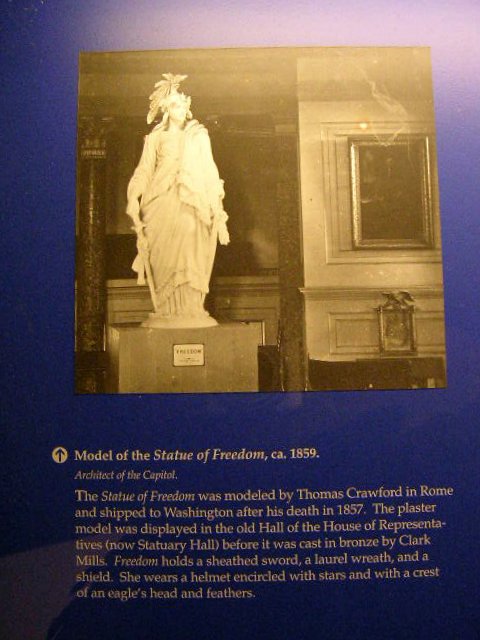 FREEDOM
Model of the Statue of Freedom, ca. 1859.
Architect of the Capitol.
The Statue of Freedom was modeled by Thomas Crawford in Rome
and shipped to Washington after his death in 1857. The plaster
model was displayed in the old Hall of the House of Representa-
tives (now Statuary Hall) before it was cast in bronze by Clark
Mills. Freedom holds a sheathed sword, a laurel wreath, and a
shield. She wears a helmet encircled with stars and with a crest
of an eagle's head and feathers.